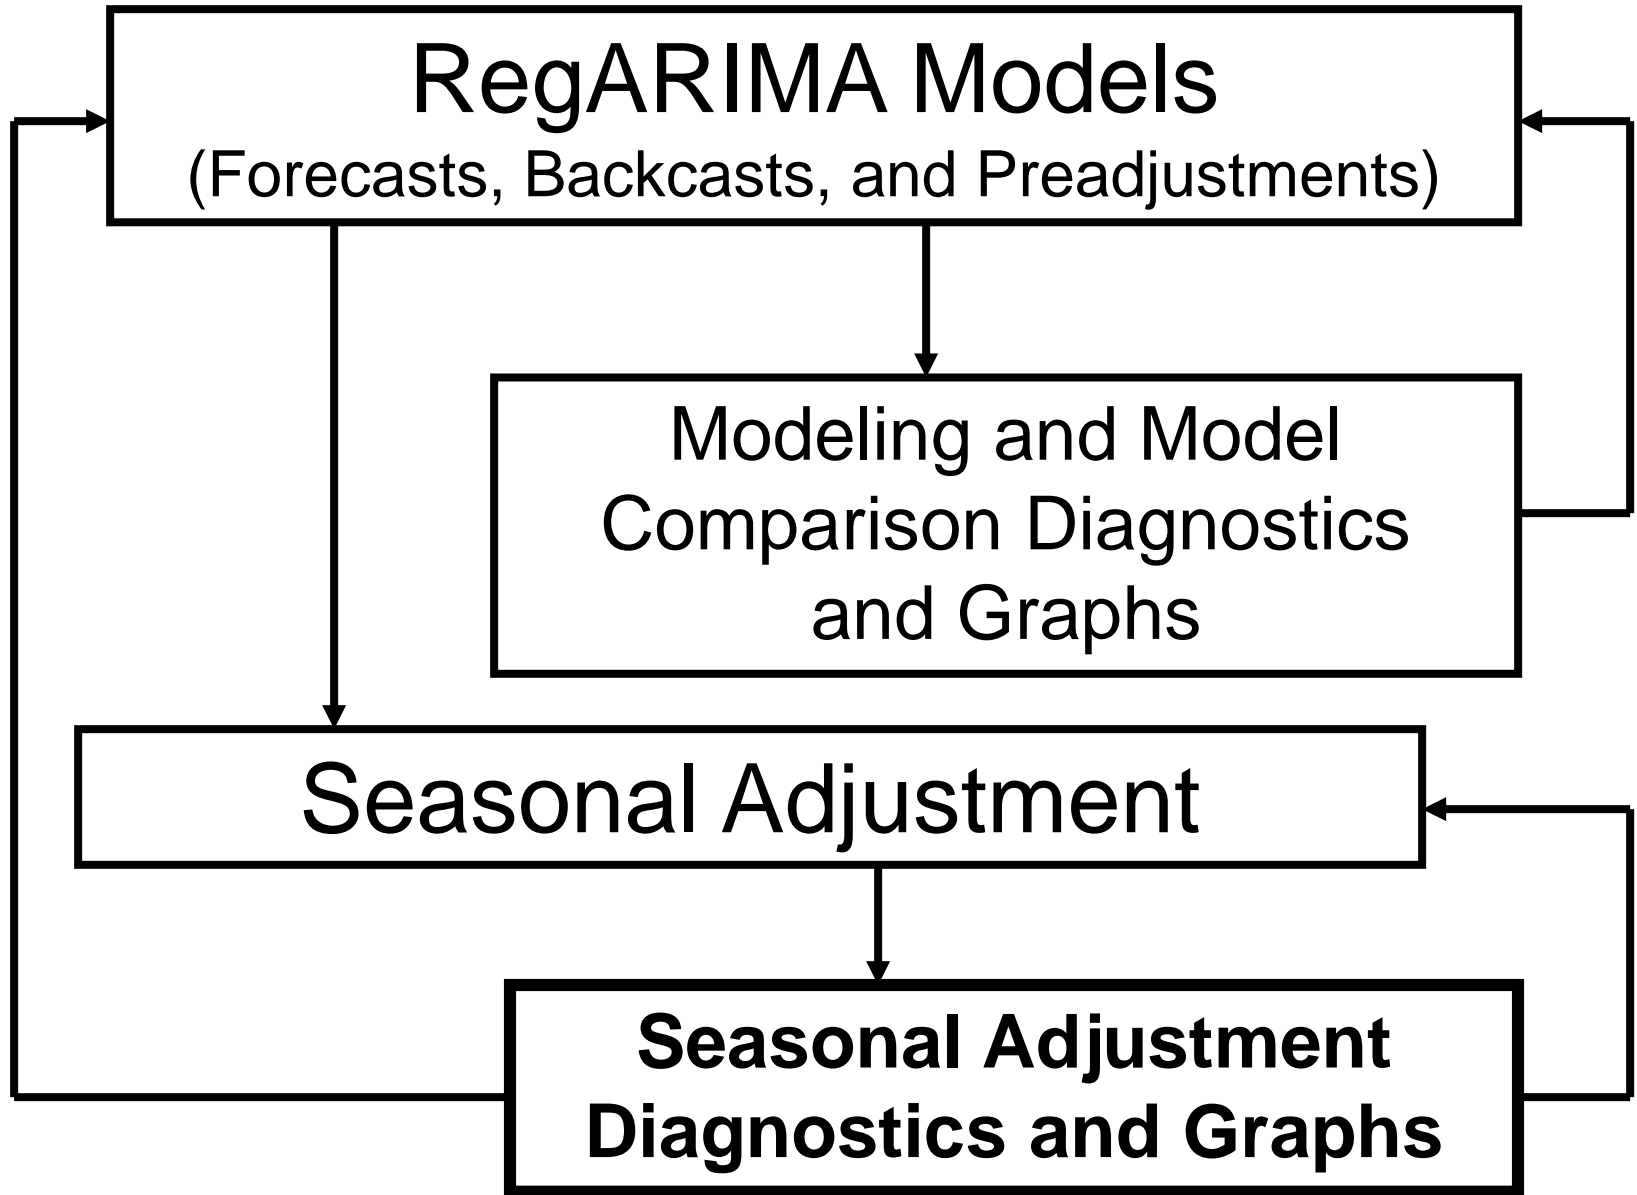 RegARIMA Models
(Forecasts, Backcasts, and Preadjustments)
Modeling and Model
Comparison Diagnostics
and Graphs
Seasonal Adjustment
Seasonal Adjustment
Diagnostics and Graphs